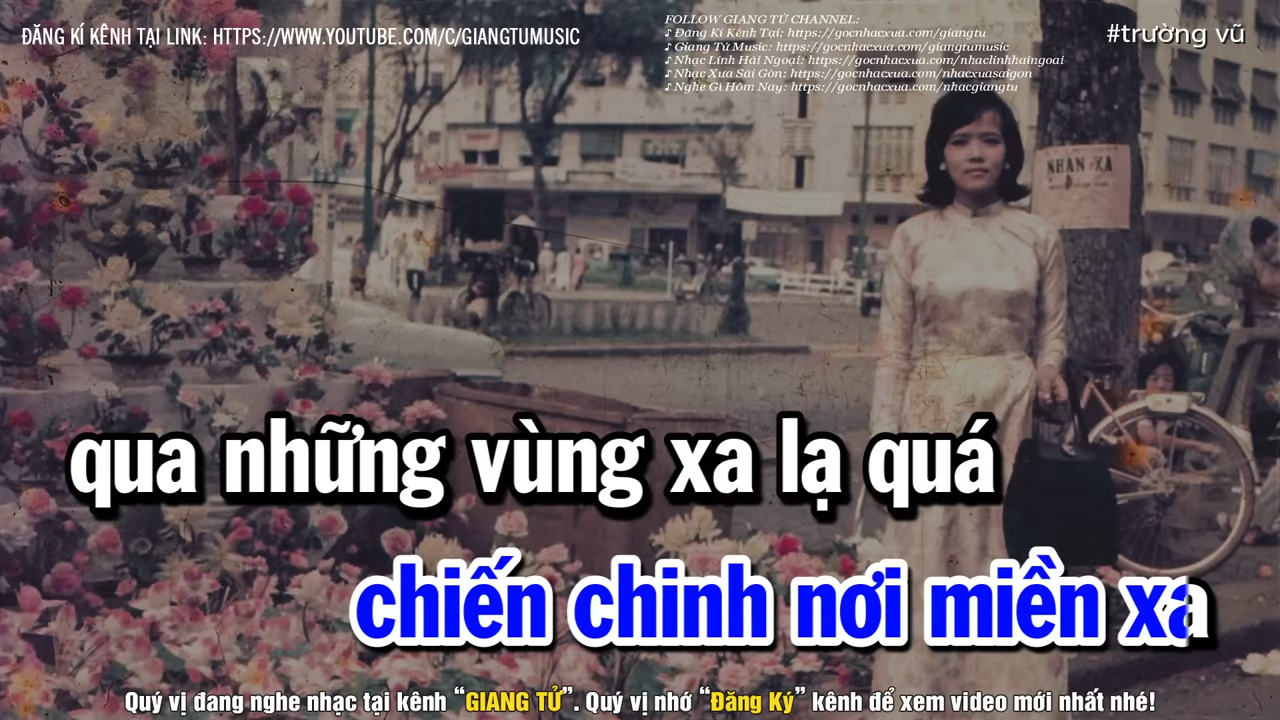 ĐĂNG KÍ KÊNH TẠI LINK: HTTPS://WWW.YOUTUBE.COM/C/GIANGTUMUSIC
FOLLOW GIANG TỬ CHANNEL:
♪ Đăng Kí Kênh Tại: https://gocnhacxua.com/giangtu
♪ Giang Tử Music: https://gocnhacxua.com/giangtumusic
♪ Nhạc Lính Hải Ngoại: https://gocnhacxua.com/nhaclinhhaingoai
♪ Nhạc Xưa Sài Gòn: https://gocnhacxua.com/nhacxuasaigon
♪ Nghe Gì Hôm Nay: https://gocnhacxua.com/nhacgiangtu
#trường vũ
NHAN XA
qua những vùng xa lạ quá
chiến chinh nơi miền xa
Quý vị đang nghe nhạc tại kênh “GIANG TỬ”. Quý vị nhớ “Đăng Ký” kênh để xem video mới nhất nhé!